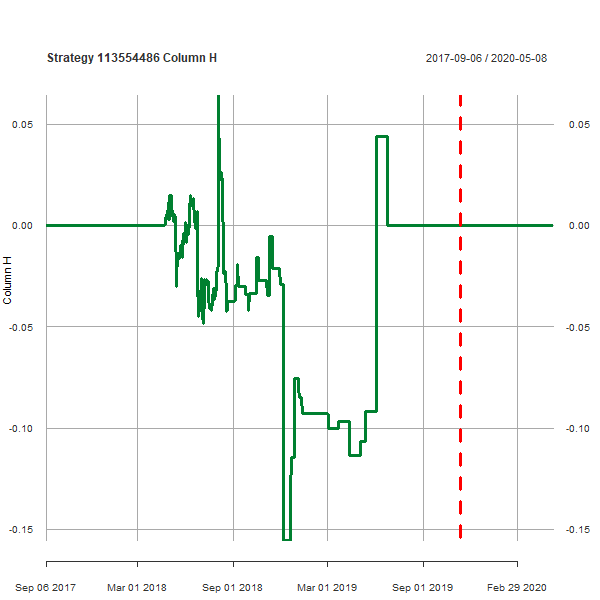 Strategy 113554486 Column H
2017-09-06 / 2020-05-08
0.05 0.05
0.00 0.00
Column H
-0.05 -0.05
-0.10 -0.10
-0.15 -0.15
Sep 06 2017 Mar 01 2018 Sep 01 2018 Mar 01 2019 Sep 01 2019 Feb 29 2020